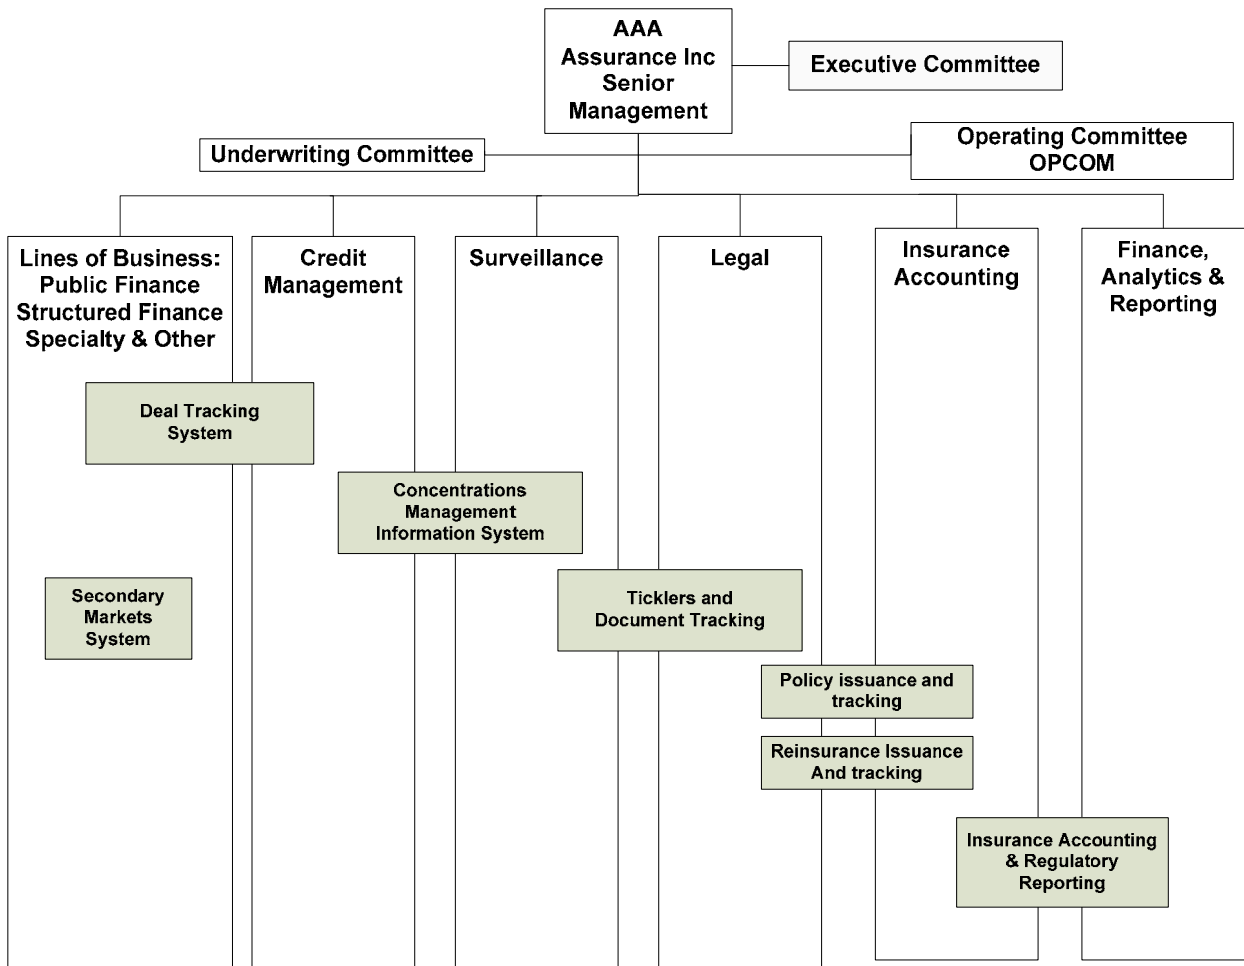 AAA
Assurance Inc
Senior
Management
Executive Committee
Underwriting Committee
Operating Committee
OPCOM
Lines of Business:
Public Finance
Structured Finance
Specialty & Other
Credit
Management
Surveillance
Legal
Insurance
Accounting
Finance,
Analytics &
Reporting
Deal Tracking
System
Concentrations
Management
Information System
Secondary
Markets
System
Ticklers and
Document Tracking
Policy issuance and
tracking
Reinsurance Issuance
And tracking
Insurance Accounting
& Regulatory
Reporting